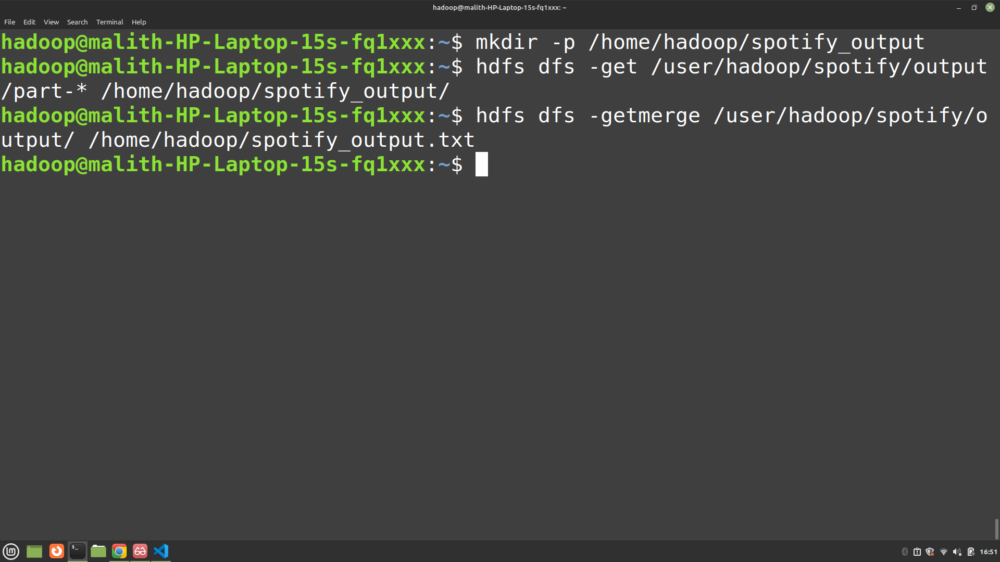 hadoop@malith-HP-Laptop-15s-fq1xxx: ~
File Edit View Search Terminal Help
hadoop@malith-HP-Laptop-15s-fq1xxx:~$ mkdir -p /home/hadoop/spotify_output
hadoop@malith-HP-Laptop-15s-fq1xxx:~$ hdfs dfs -get /user/hadoop/spotify/output
/part-* /home/hadoop/spotify_output/
hadoop@malith-HP-Laptop-15s-fq1xxx:~$ hdfs dfs -getmerge /user/hadoop/spotify/o
utput/ /home/hadoop/spotify_output.txt
hadoop@malith-HP-Laptop-15s-fq1xxx:~$
16:51